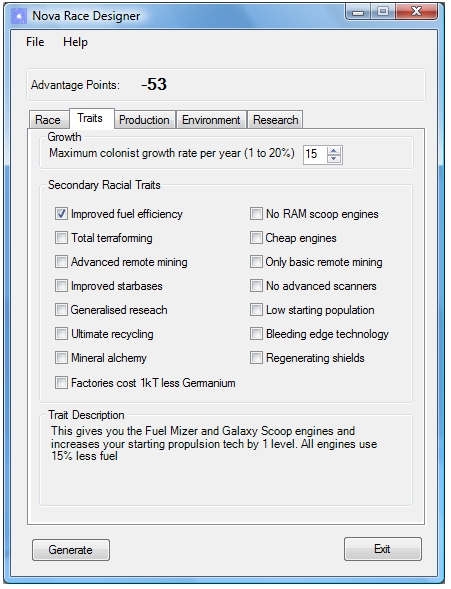 Nova Race Designer
File Help
Advantage Points: -53
Race Traits Production Environment Research
Growth
Maximum colonist growth rate per year (1 to 20%) 15
Secondary Racial Traits
Improved fuel efficiency No RAM scoop engines
Total terraforming Cheap engines
Advanced remote mining Only basic remote mining
Improved starbases No advanced scanners
Generalised reseach Low starting population
Ultimate recycling Bleeding edge technology
Mineral alchemy Regenerating shields
Factories cost 1kT less Germanium
Trait Description
This gives you the Fuel Mizer and Galaxy Scoop engines and
increases your starting propulsion tech by 1 level. All engines use
15% less fuel
Generate Exit